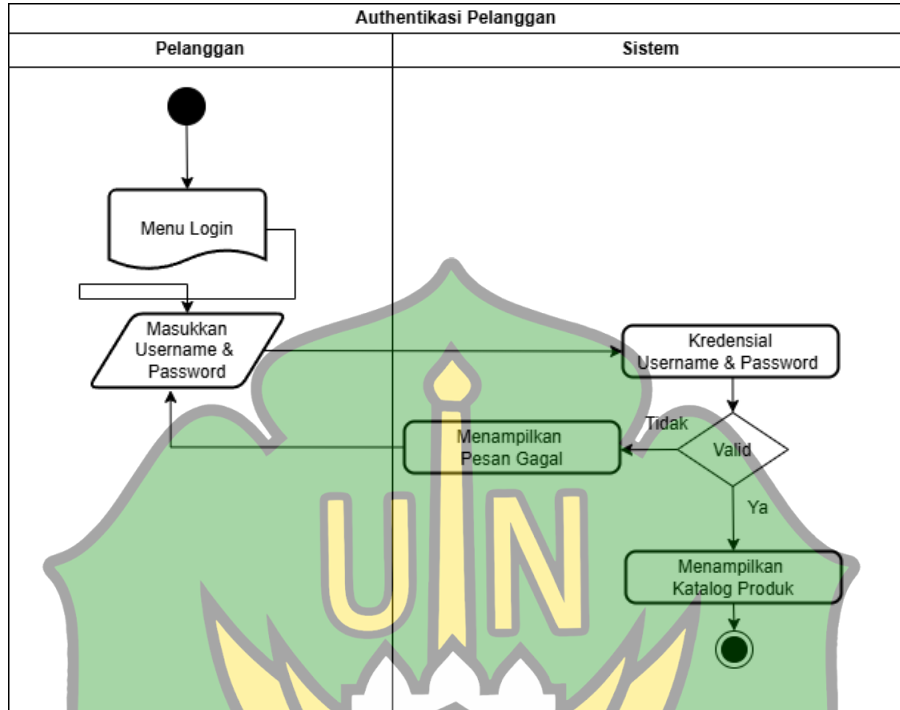 Authentikasi Pelanggan
Pelanggan
Sistem
Menu Login
Masukkan
Username &
Password
Kredensial
Username & Password
Tidak
Valid
Menampilkan
Pesan Gagal
Ya
Menampilkan
Katalog Produk
UIN